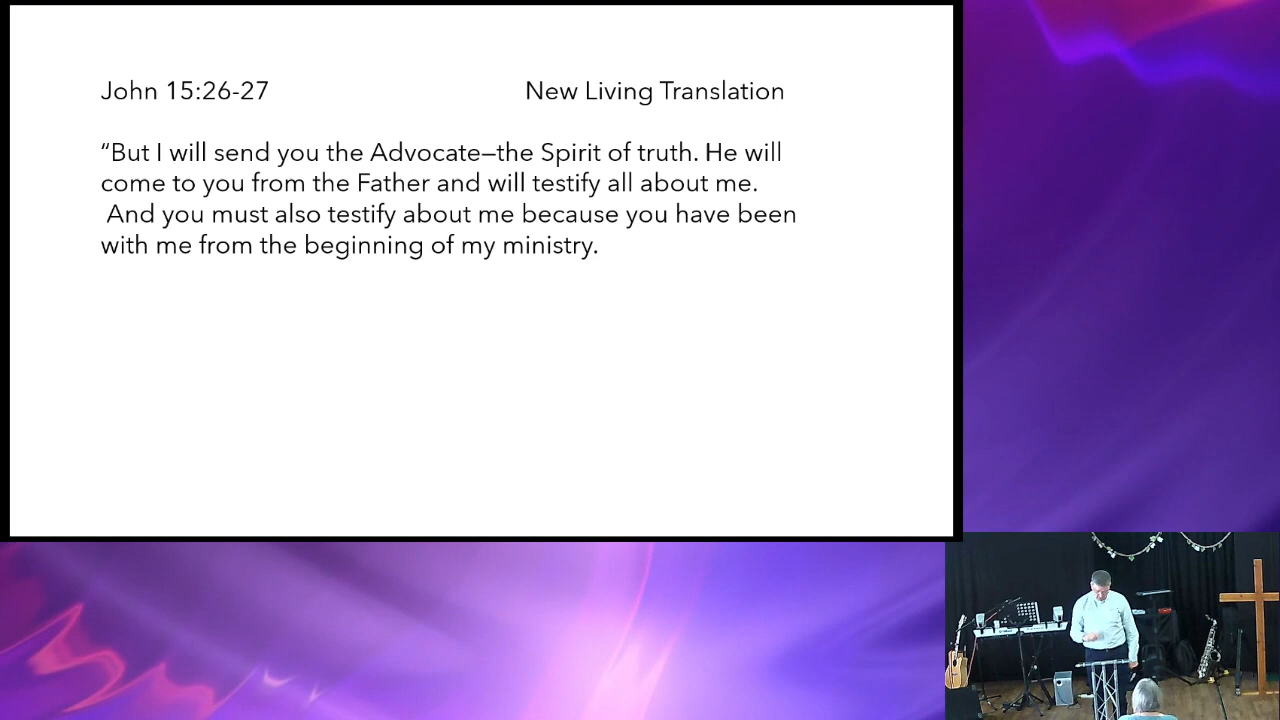 John 15:26-27 New Living Translation
“But I will send you the Advocate—the Spirit of truth. He will
come to you from the Father and will testify all about me.
And you must also testify about me because you have been
with me from the beginning of my ministry.